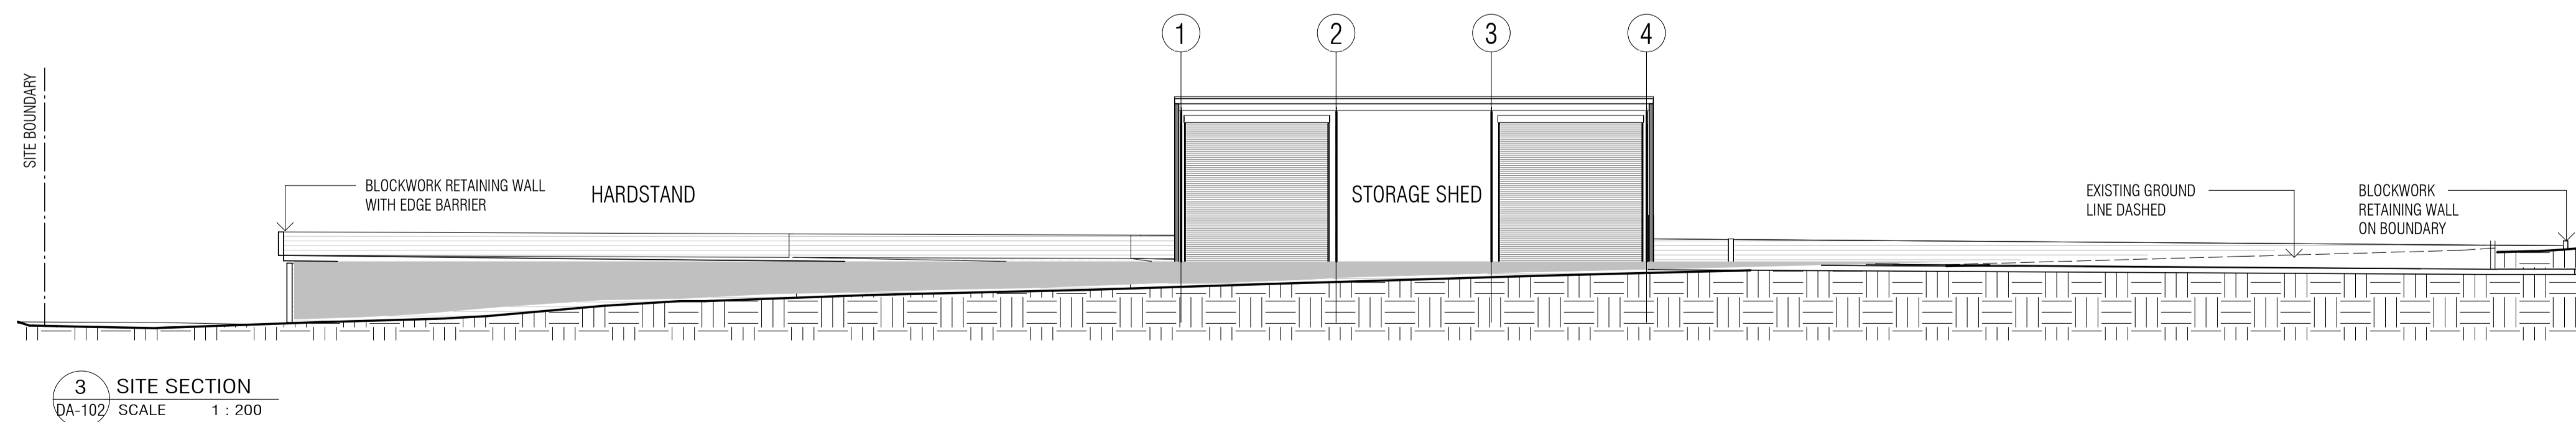 1
2
3
4
SITE BOUNDARY
BLOCKWORK RETAINING WALL
WITH EDGE BARRIER
HARDSTAND
STORAGE SHED
EXISTING GROUND
LINE DASHED
BLOCKWORK
RETAINING WALL
ON BOUNDARY
3 SITE SECTION
DA-102 SCALE 1 : 200